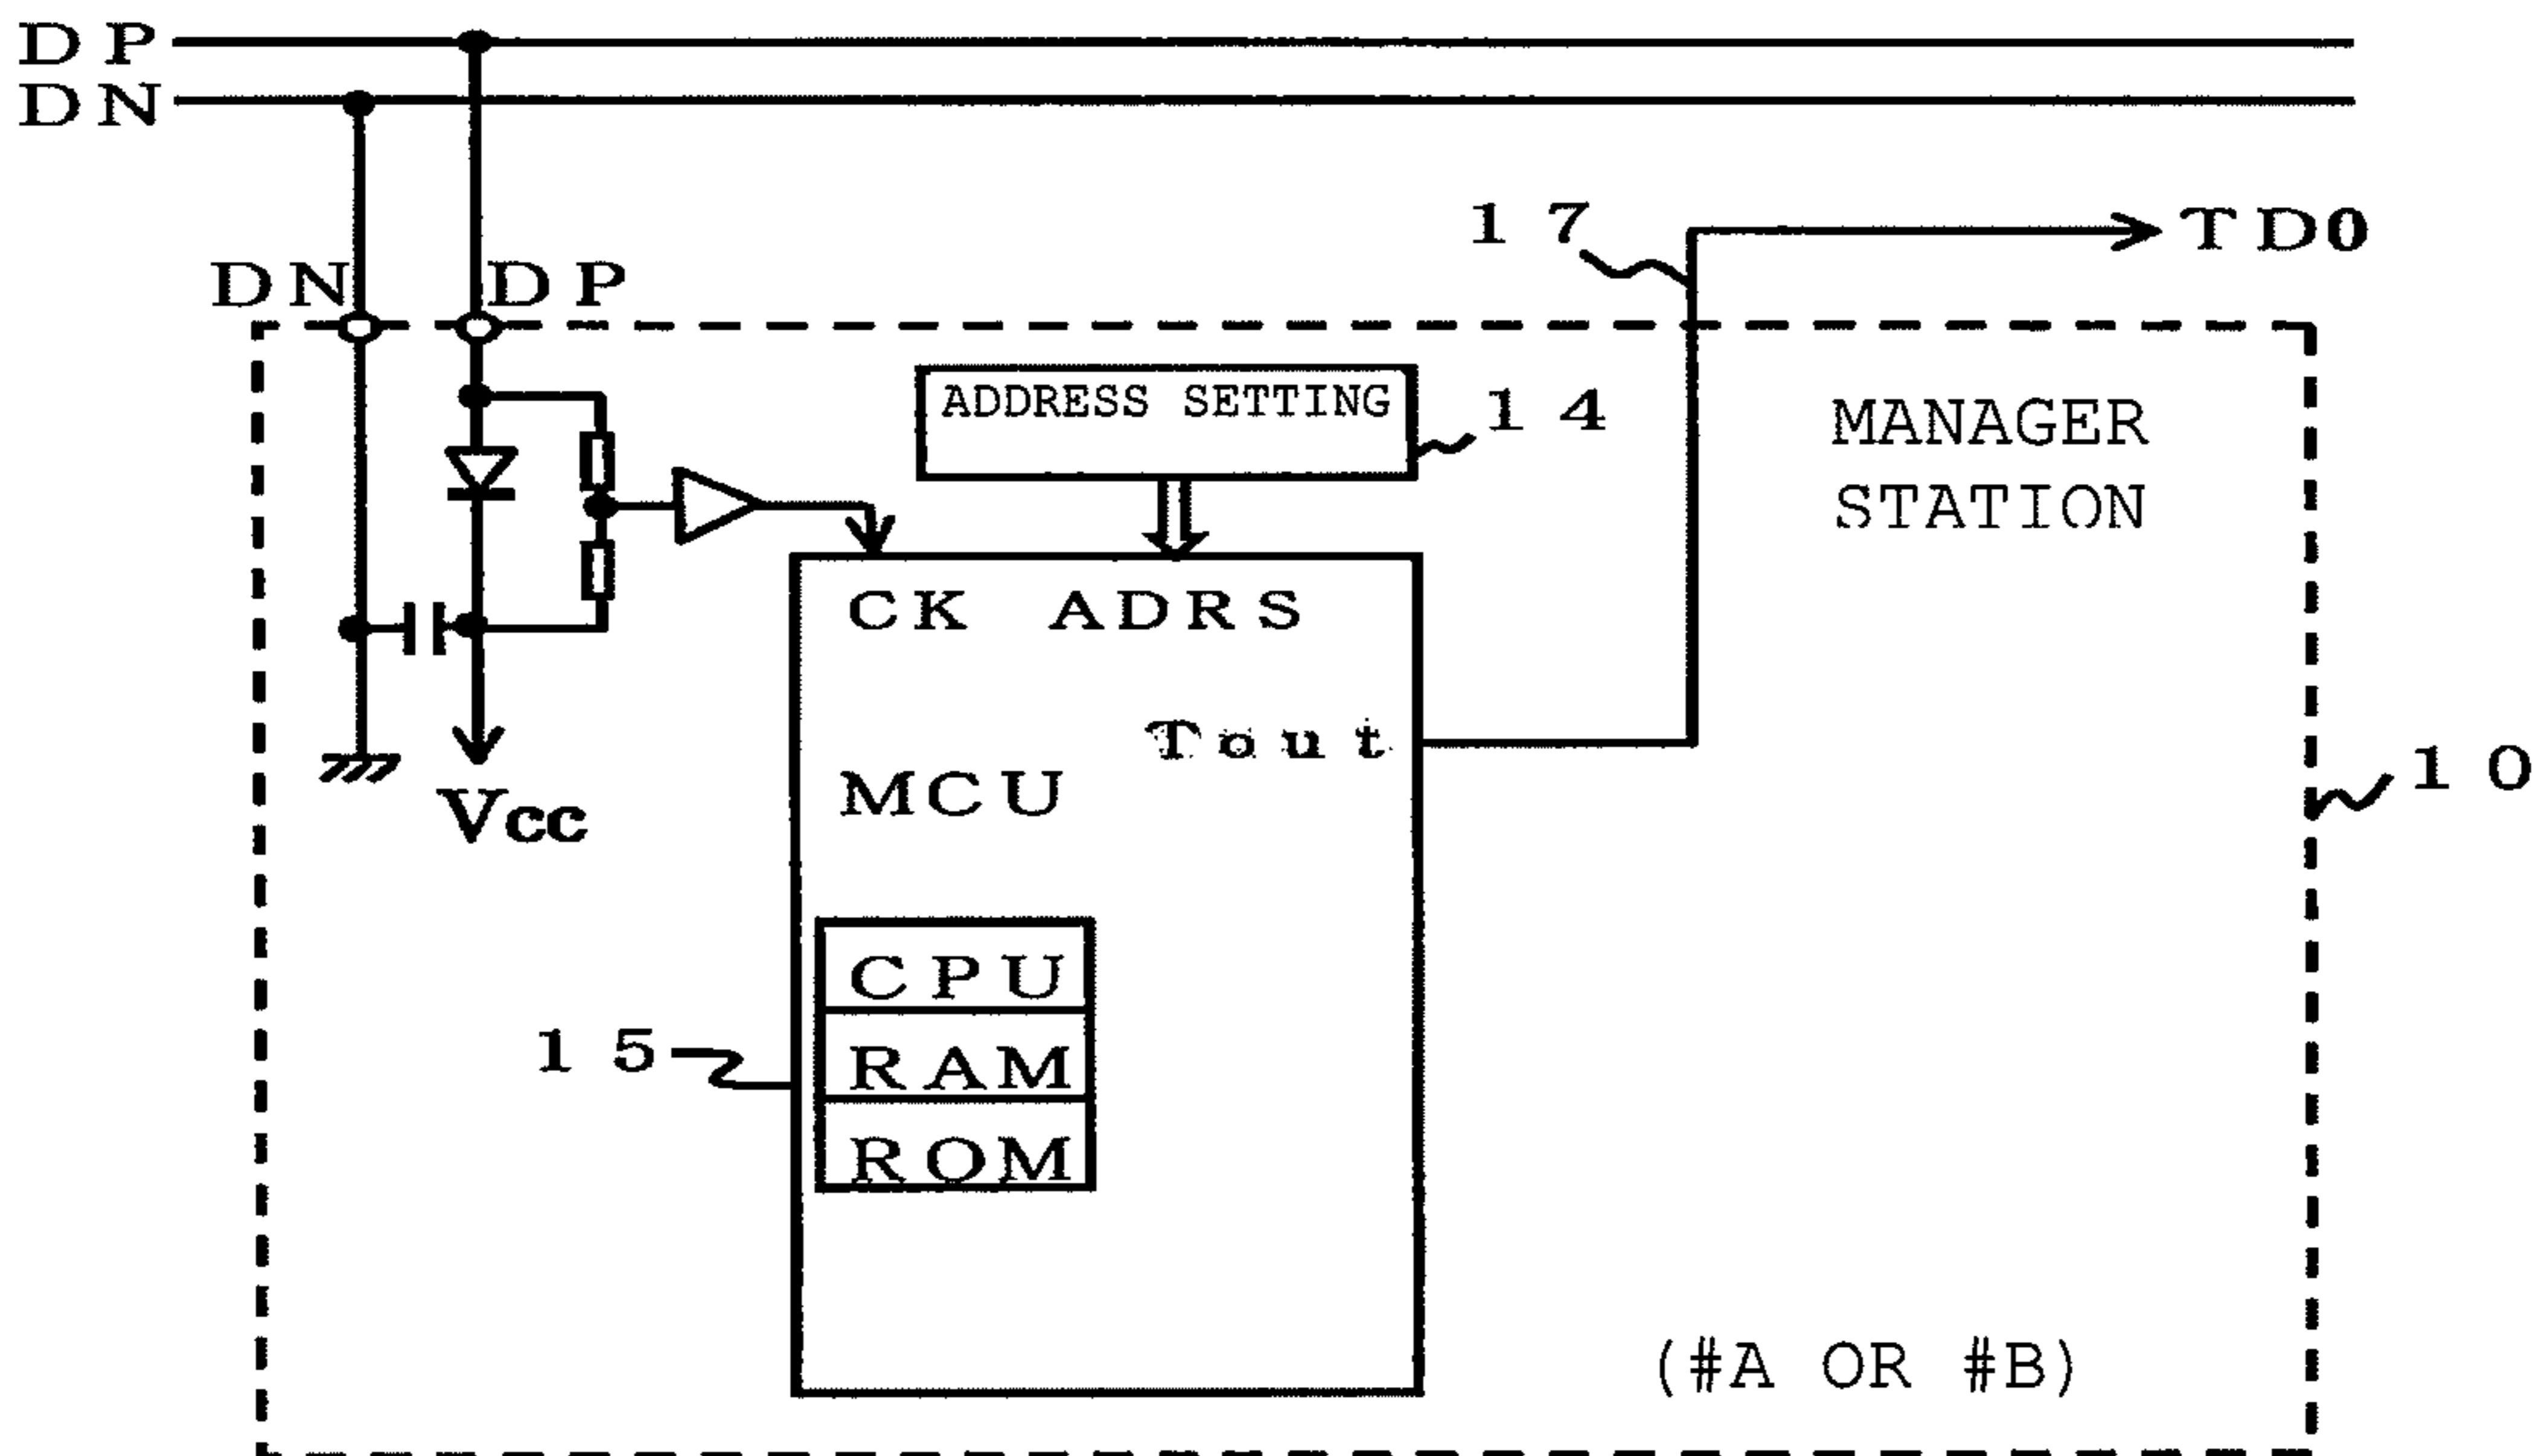 DP
DN
17
TD0
DN
DP
ADDRESS SETTING
14
MANAGER
STATION
CK ADRS
Tout
MCU
10
Vcc
CPU
15
RAM
ROM
(#A OR #B)